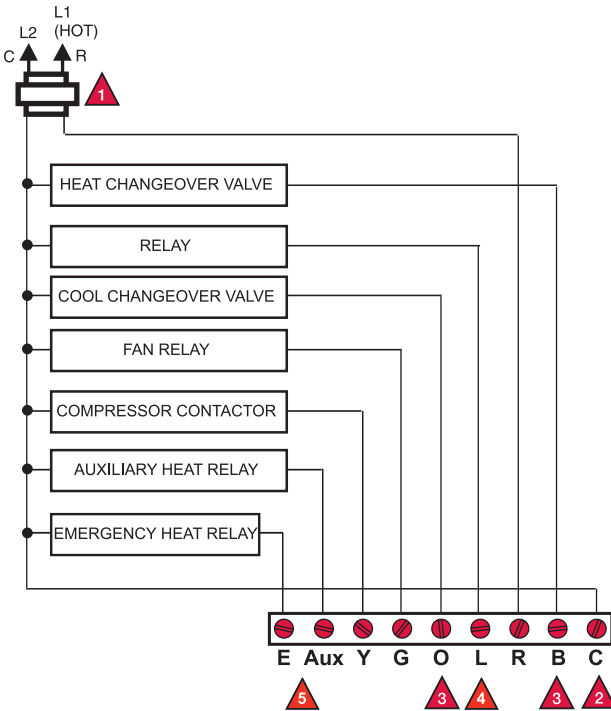 L1
L2 (HOT)
C R
1
HEAT CHANGEOVER VALVE
RELAY
COOL CHANGEOVER VALVE
FAN RELAY
COMPRESSOR CONTACTOR
AUXILIARY HEAT RELAY
EMERGENCY HEAT RELAY
E Aux Y G O L R B C
5 3 4 3 2